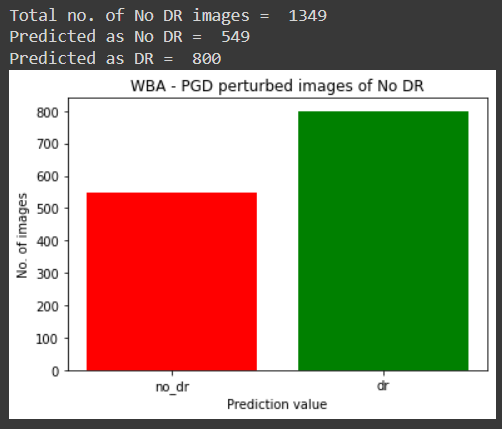 Total no. of No DR images =  1349
Predicted as No DR =  549
Predicted as DR =  800
WBA - PGD perturbed images of No DR
No. of images
800
700
600
500
400
300
200
100
0
no_dr
dr
Prediction value